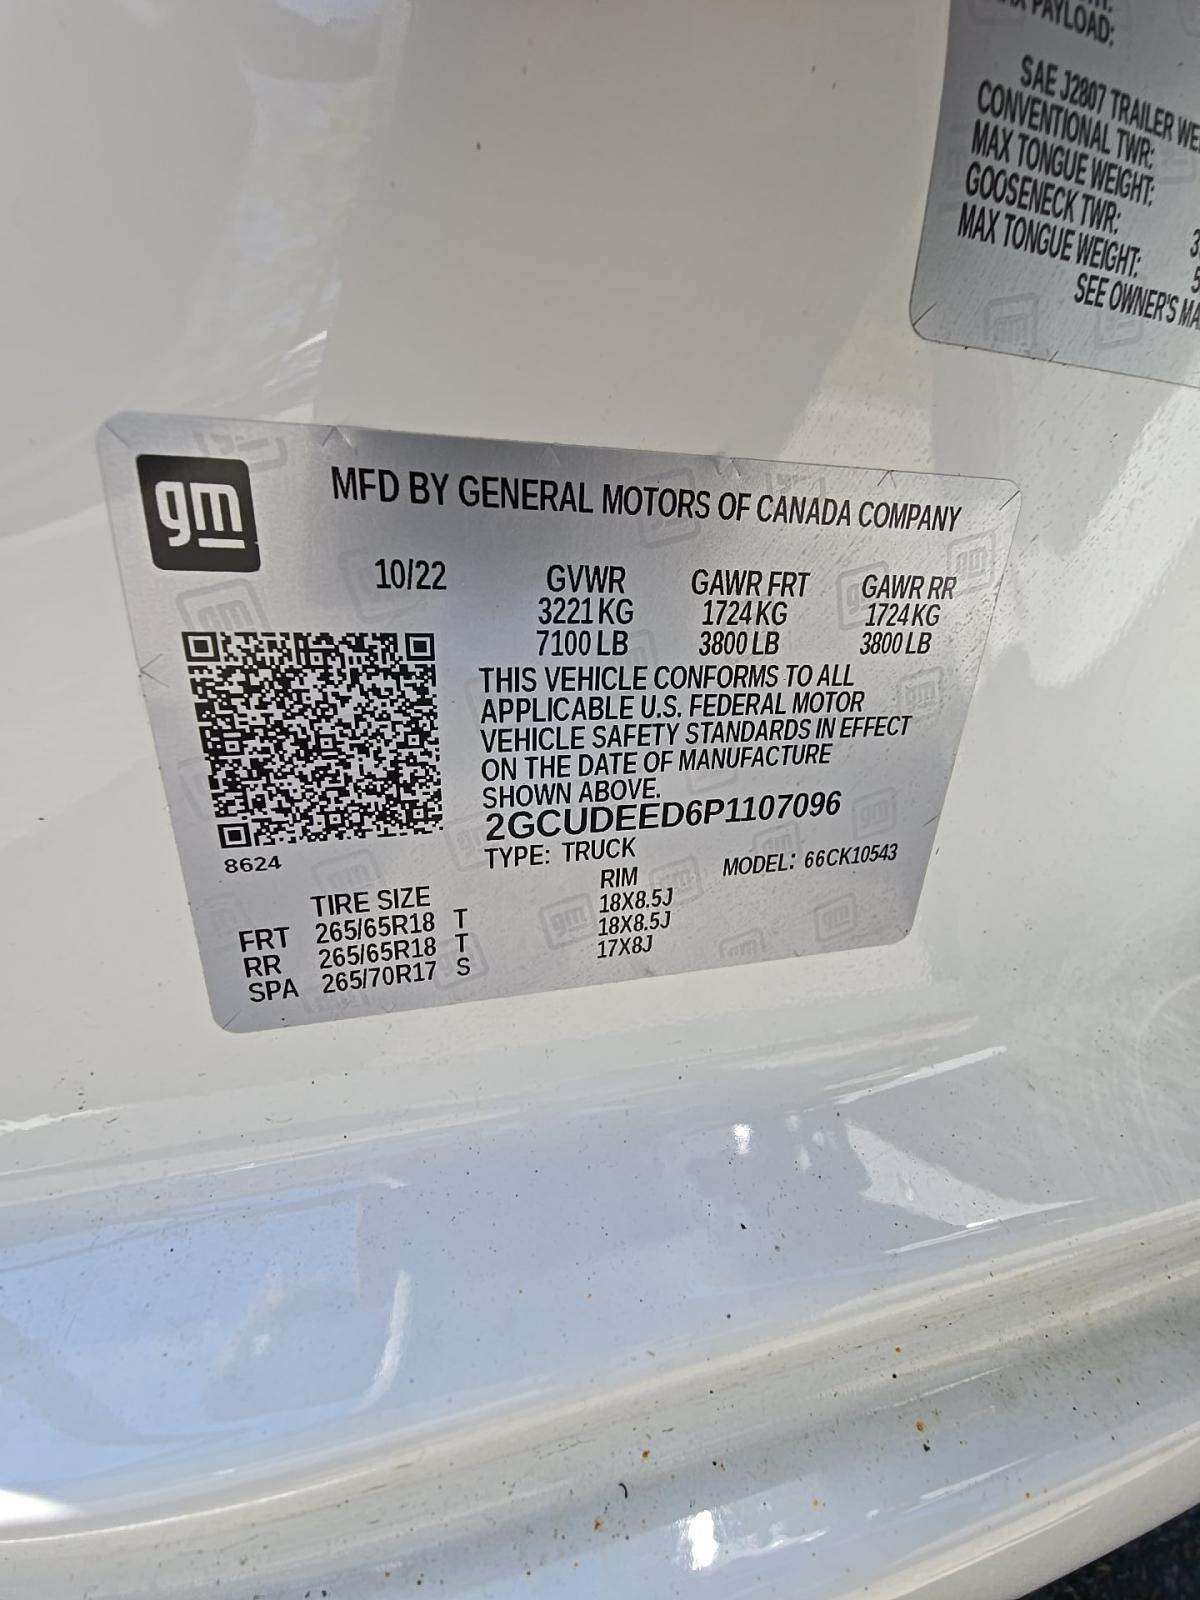 PAYLOAD:
SAE J2807 TRAILER
CONVENTIONAL TWR:
MAX TONGUE WEIGHT:
GOOSENECK TWR:
MAX TONGUE WEIGHT:
SEE OWNER'S
gm
MFD BY GENERAL MOTORS OF CANADA COMPANY
10/22 GVWR GAWR FRT GAWR RR
3221 KG 1724 KG 1724 KG
7100 LB 3800 LB 3800 LB
THIS VEHICLE CONFORMS TO ALL
APPLICABLE U.S. FEDERAL MOTOR
VEHICLE SAFETY STANDARDS IN EFFECT
ON THE DATE OF MANUFACTURE
SHOWN ABOVE.
2GCUDEED6P1107096
8624
TYPE: TRUCK MODEL: 66CK10543
TIRE SIZE RIM
FRT 265/65R18 T 18X8.5J
RR 265/65R18 T 18X8.5J
SPA 265/70R17 S 17X8J